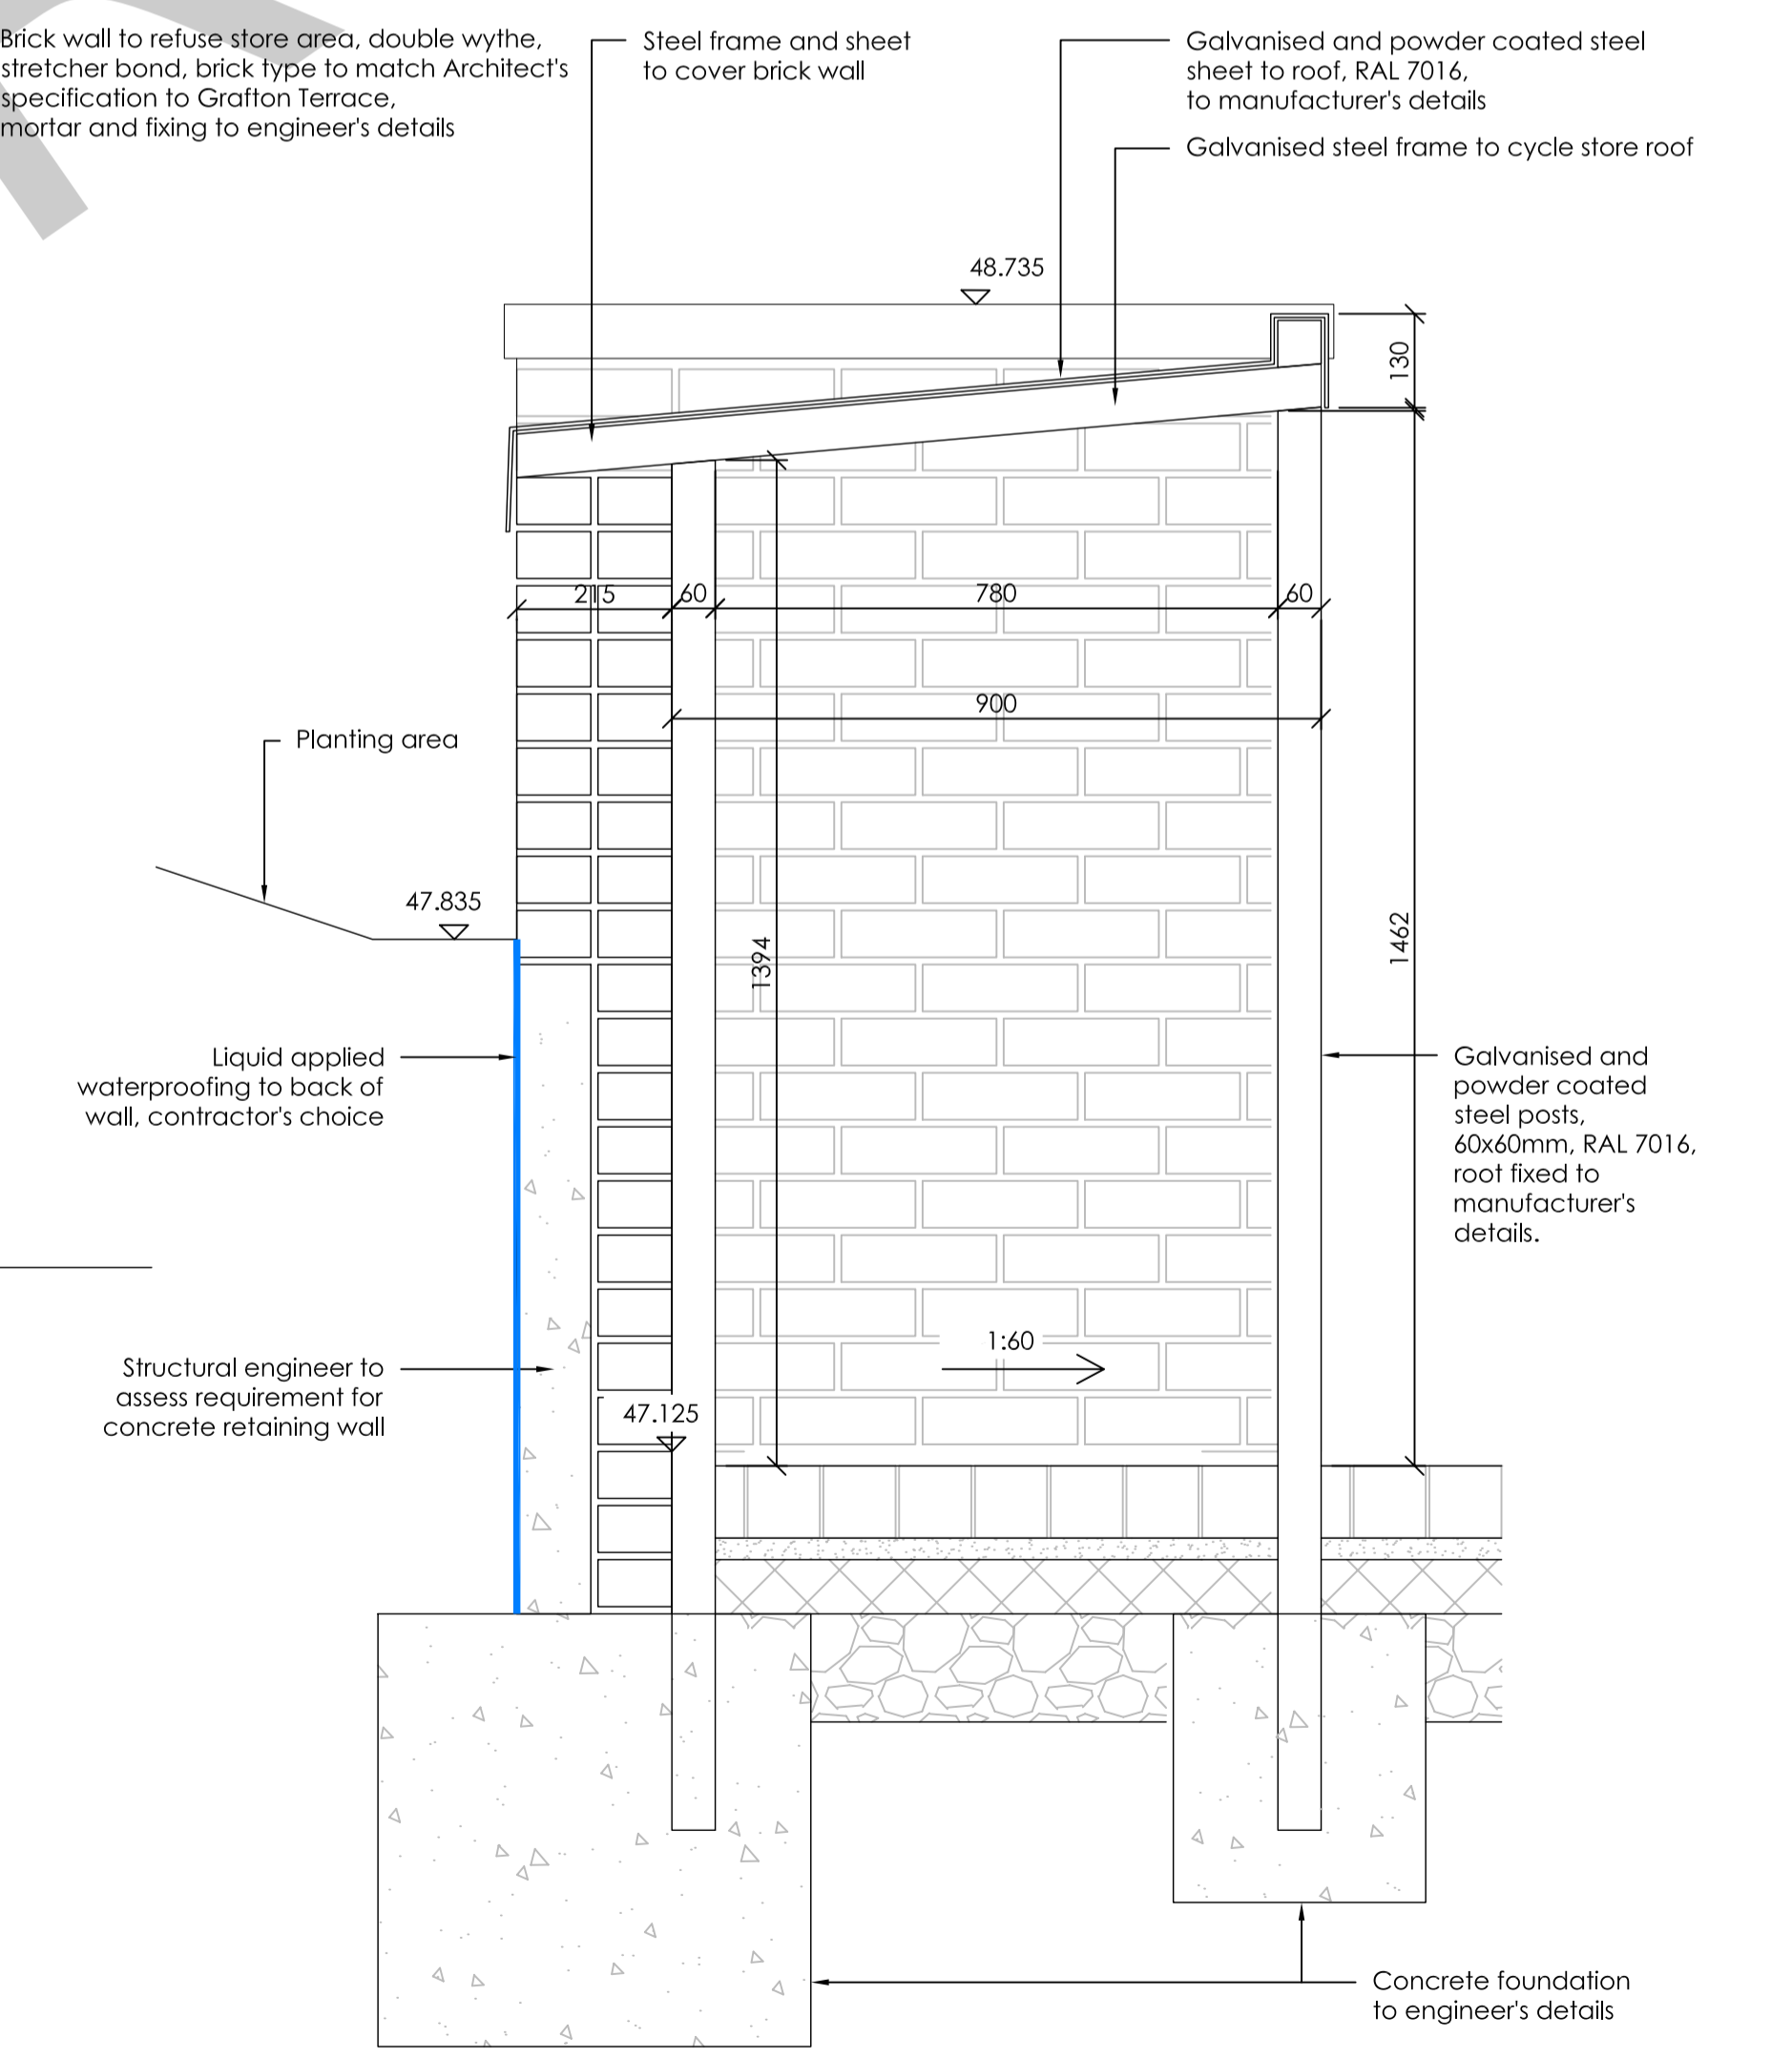 Brick wall to refuse store area, double wythe,
stretcher bond, brick type to match Architect's
specification to Grafton Terrace,
mortar and fixing to engineer's details
Steel frame and sheet
to cover brick wall
Galvanised and powder coated steel
sheet to roof, RAL 7016,
to manufacturer's details
Galvanised steel frame to cycle store roof
48.735
130
215
60
780
60
900
Planting area
47.835
1394
1462
Liquid applied
waterproofing to back of
wall, contractor's choice
Galvanised and
powder coated
steel posts,
60x60mm, RAL 7016,
root fixed to
manufacturer's
details.
1:60
Structural engineer to
assess requirement for
concrete retaining wall
47.125
Concrete foundation
to engineer's details